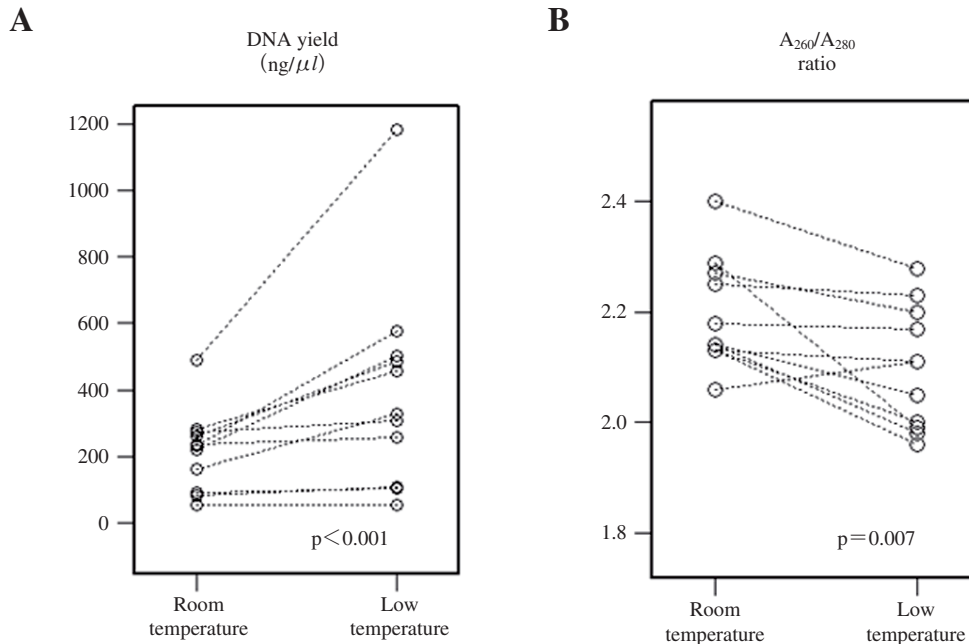 A
DNA yield
(ng/μl)
1200
1000
800
600
400
200
0
p<0.001
Room
temperature
Low
temperature
B
A₂₆₀/A₂₈₀
ratio
2.4
2.2
2.0
1.8
p=0.007
Room
temperature
Low
temperature